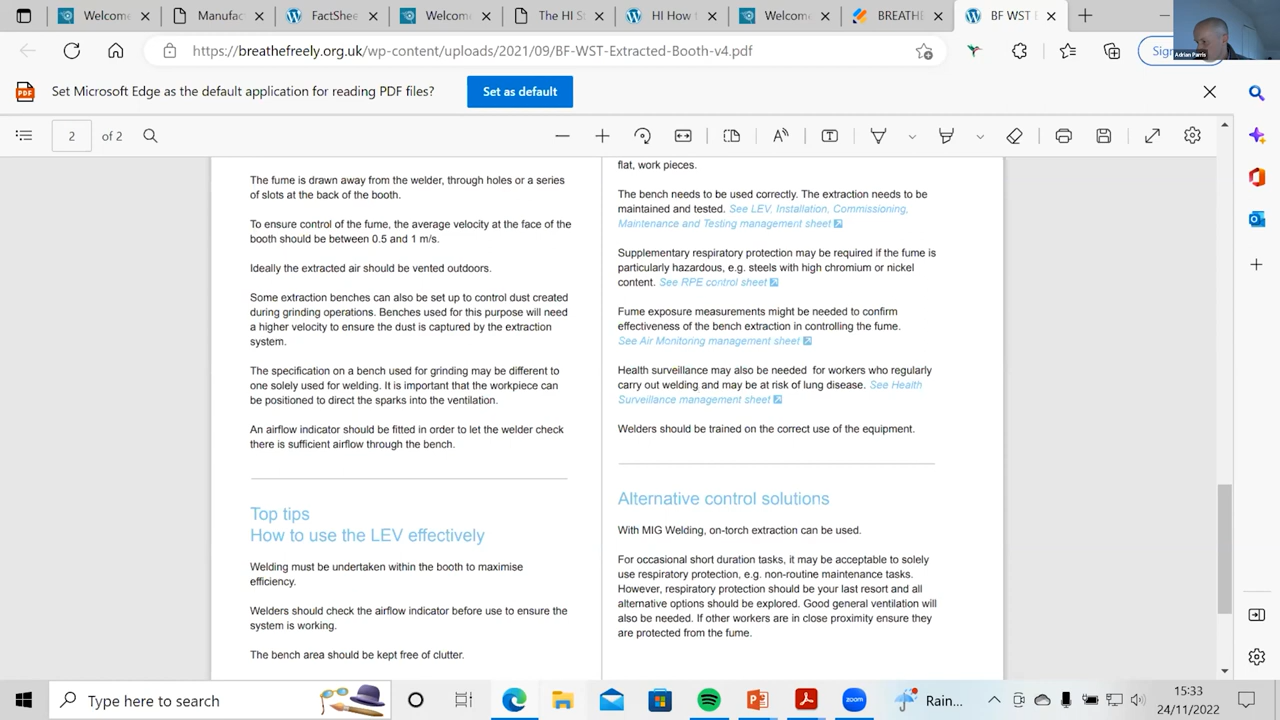 Welcome
Manufac
FactShee
Welcome
The HI S
HI How t
Welcome
BREATHE
BF WST E
https://breathefreely.org.uk/wp-content/uploads/2021/09/BF-WST-Extracted-Booth-v4.pdf
Sign
Adrian Parris
Set Microsoft Edge as the default application for reading PDF files?
Set as default
2
of 2
flat, work pieces.
The fume is drawn away from the welder, through holes or a series
of slots at the back of the booth.
To ensure control of the fume, the average velocity at the face of the
booth should be between 0.5 and 1 m/s.
Ideally the extracted air should be vented outdoors.
Some extraction benches can also be set up to control dust created
during grinding operations. Benches used for this purpose will need
a higher velocity to ensure the dust is captured by the extraction
system.
The specification on a bench used for grinding may be different to
one solely used for welding. It is important that the workpiece can
be positioned to direct the sparks into the ventilation.
An airflow indicator should be fitted in order to let the welder check
there is sufficient airflow through the bench.
Top tips
How to use the LEV effectively
Welding must be undertaken within the booth to maximise
efficiency.
Welders should check the airflow indicator before use to ensure the
system is working.
The bench area should be kept free of clutter.
The bench needs to be used correctly. The extraction needs to be
maintained and tested. See LEV, Installation, Commissioning,
Maintenance and Testing management sheet
Supplementary respiratory protection may be required if the fume is
particularly hazardous, e.g. steels with high chromium or nickel
content. See RPE control sheet
Fume exposure measurements might be needed to confirm
effectiveness of the bench extraction in controlling the fume.
See Air Monitoring management sheet
Health surveillance may also be needed for workers who regularly
carry out welding and may be at risk of lung disease. See Health
Surveillance management sheet
Welders should be trained on the correct use of the equipment.
Alternative control solutions
With MIG Welding, on-torch extraction can be used.
For occasional short duration tasks, it may be acceptable to solely
use respiratory protection, e.g. non-routine maintenance tasks.
However, respiratory protection should be your last resort and all
alternative options should be explored. Good general ventilation will
also be needed. If other workers are in close proximity ensure they
are protected from the fume.
Type here to search
zoom
Rain...
15:33
24/11/2022